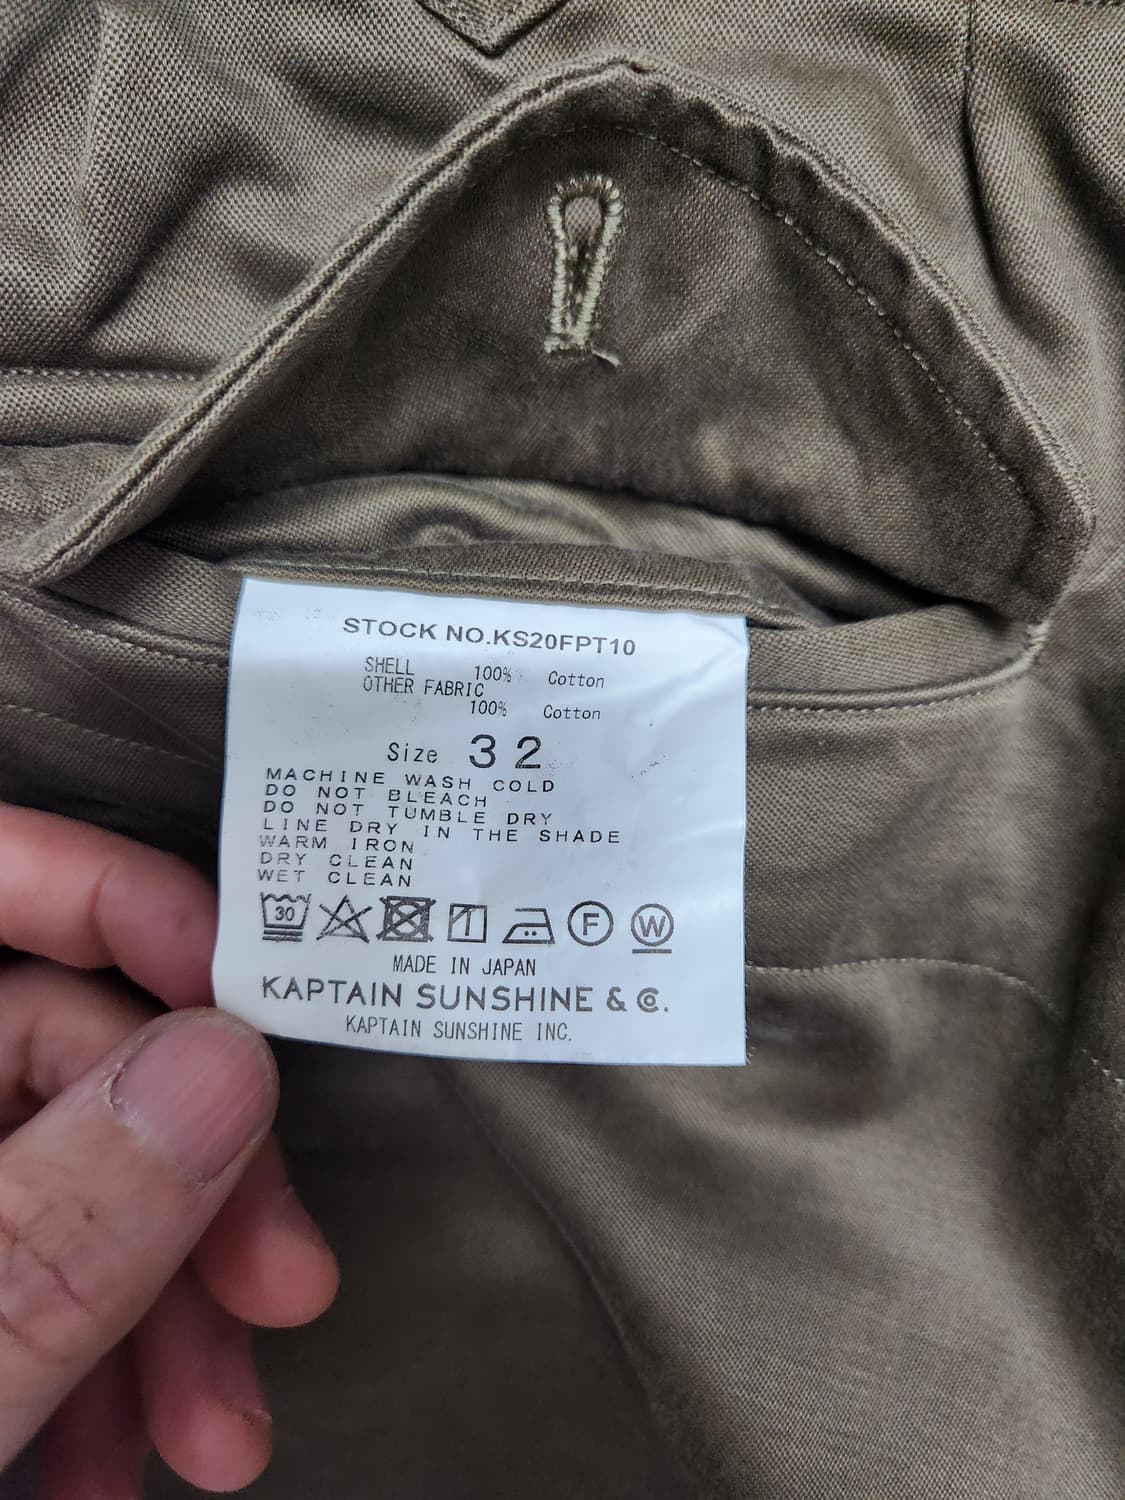 STOCK NO.KS20FPT10
SHELL 100% Cotton
OTHER FABRIC
100% Cotton
Size 32
MACHINE WASH COLD
DO NOT BLEACH
DO NOT TUMBLE DRY
LINE DRY IN THE SHADE
WARM IRON
DRY CLEAN
WET CLEAN
30 F W
MADE IN JAPAN
KAPTAIN SUNSHINE & Co.
KAPTAIN SUNSHINE INC.